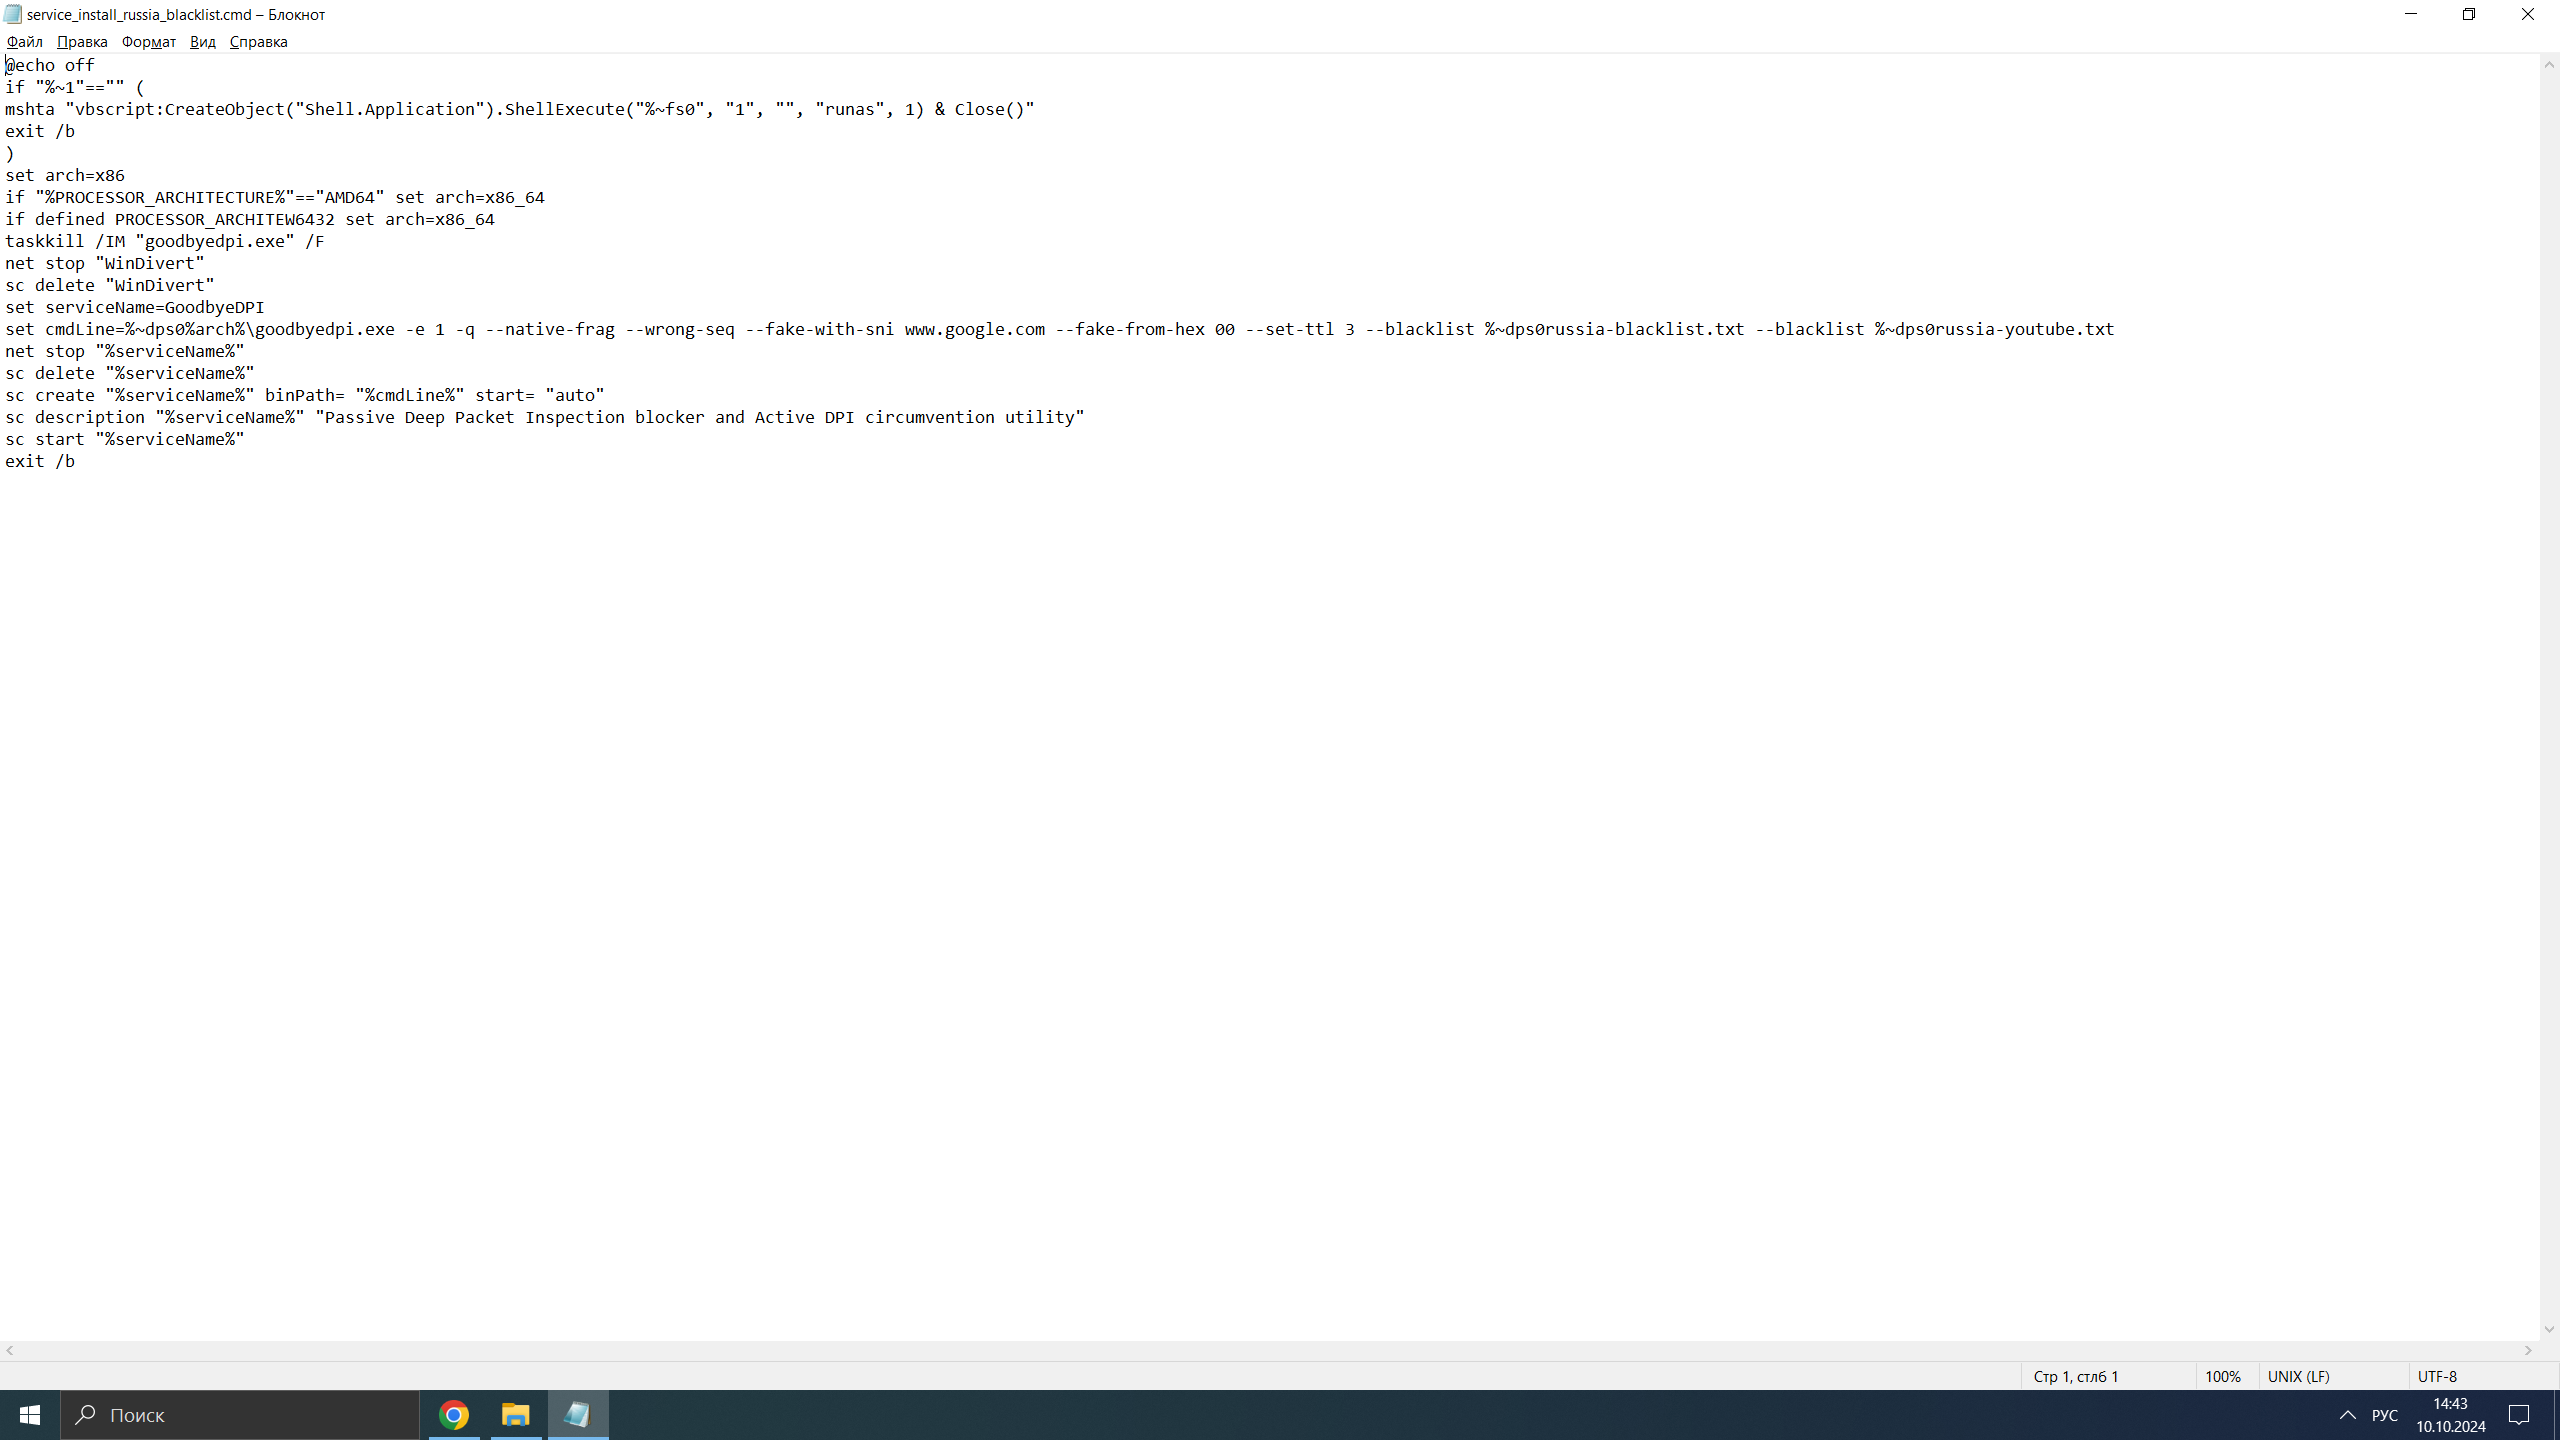 service_install_russia_blacklist.cmd – Блокнот
Файл Правка Формат Вид Справка
@echo off
if "%~1"=="" (
mshta "vbscript:CreateObject("Shell.Application").ShellExecute("%~fs0", "1", "", "runas", 1) & Close()"
exit /b
)
set arch=x86
if "%PROCESSOR_ARCHITECTURE%"=="AMD64" set arch=x86_64
if defined PROCESSOR_ARCHITEW6432 set arch=x86_64
taskkill /IM "goodbyedpi.exe" /F
net stop "WinDivert"
sc delete "WinDivert"
set serviceName=GoodbyeDPI
set cmdLine=%~dps0%arch%\goodbyedpi.exe -e 1 -q --native-frag --wrong-seq --fake-with-sni www.google.com --fake-from-hex 00 --set-ttl 3 --blacklist %~dps0russia-blacklist.txt --blacklist %~dps0russia-youtube.txt
net stop "%serviceName%"
sc delete "%serviceName%"
sc create "%serviceName%" binPath= "%cmdLine%" start= "auto"
sc description "%serviceName%" "Passive Deep Packet Inspection blocker and Active DPI circumvention utility"
sc start "%serviceName%"
exit /b
Стр 1, стлб 1 100% UNIX (LF) UTF-8
Поиск
РУС
14:43
10.10.2024